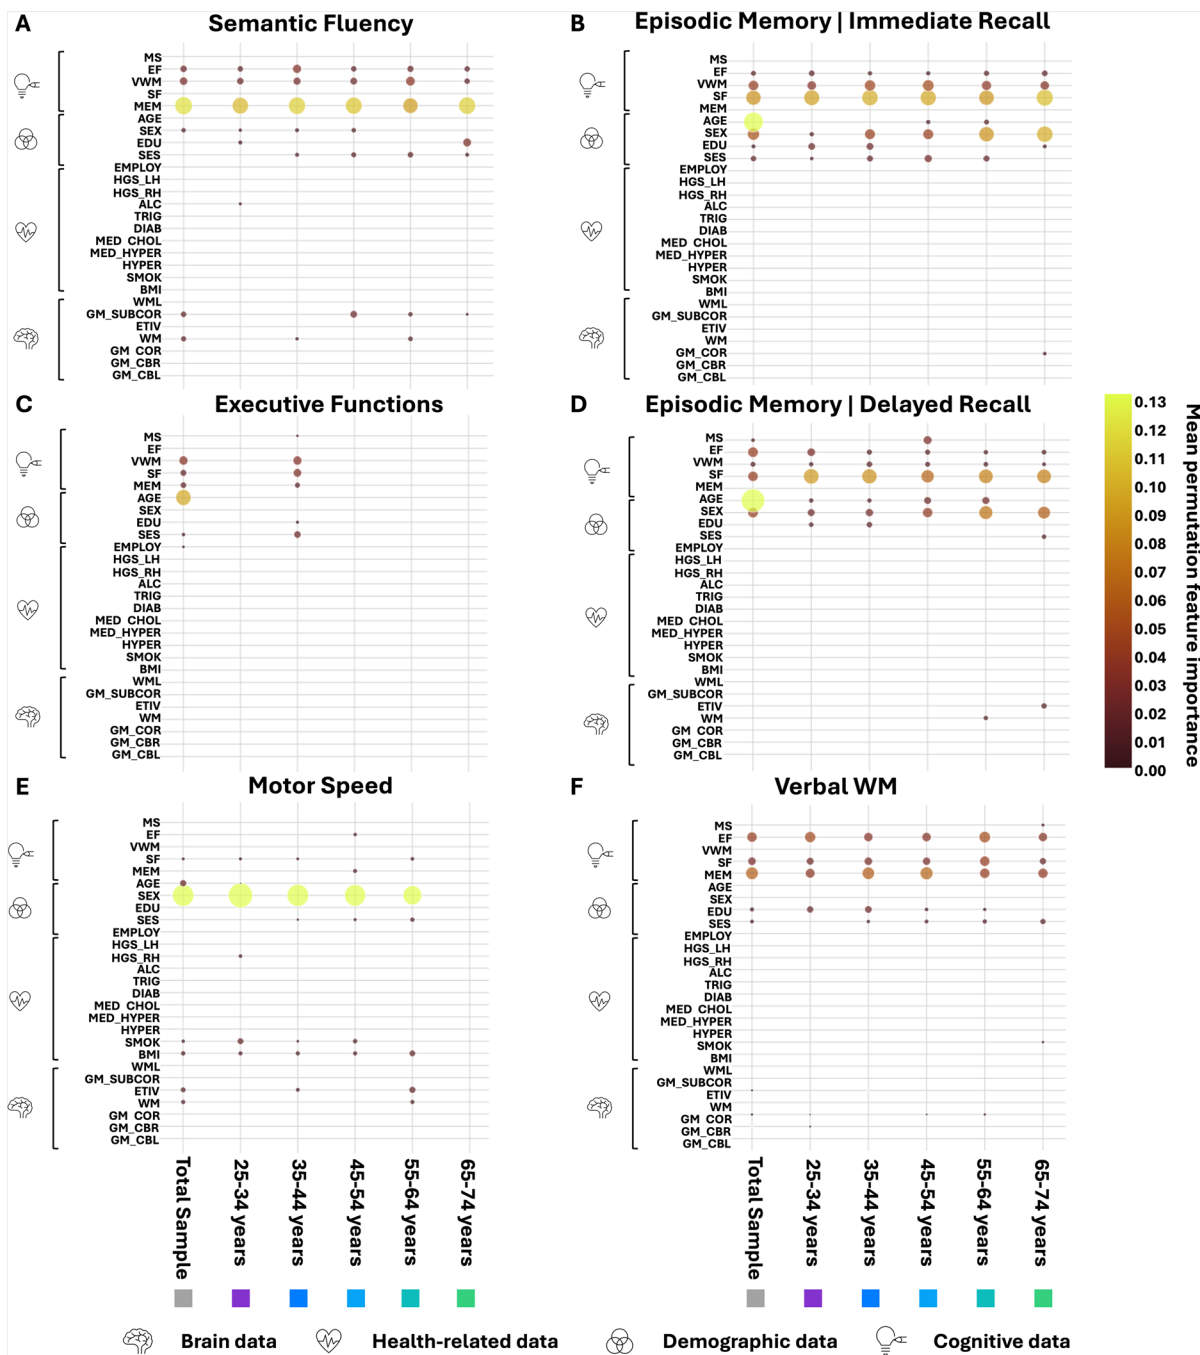 A
Semantic Fluency
MS
EF
VWM
SF
MEM
AGE
SEX
EDU
SES
EMPLOY
HGS_LH
HGS_RH
ALC
TRIG
DIAB
MED_CHOL
MED_HYPER
HYPER
SMOK
BMI
WML
GM_SUBCOR
ETIV
WM
GM_COR
GM_CBR
GM_CBL
B
Episodic Memory | Immediate Recall
MS
EF
VWM
SF
MEM
AGE
SEX
EDU
SES
EMPLOY
HGS_LH
HGS_RH
ALC
TRIG
DIAB
MED_CHOL
MED_HYPER
HYPER
SMOK
BMI
WML
GM_SUBCOR
ETIV
WM
GM_COR
GM_CBR
GM_CBL
C
Executive Functions
MS
EF
VWM
SF
MEM
AGE
SEX
EDU
SES
EMPLOY
HGS_LH
HGS_RH
ALC
TRIG
DIAB
MED_CHOL
MED_HYPER
HYPER
SMOK
BMI
WML
GM_SUBCOR
ETIV
WM
GM_COR
GM_CBR
GM_CBL
D
Episodic Memory | Delayed Recall
MS
EF
VWM
SF
MEM
AGE
SEX
EDU
SES
EMPLOY
HGS_LH
HGS_RH
ALC
TRIG
DIAB
MED_CHOL
MED_HYPER
HYPER
SMOK
BMI
WML
GM_SUBCOR
ETIV
WM
GM_COR
GM_CBR
GM_CBL
0.13
0.12
0.11
0.10
0.09
0.08
0.07
0.06
0.05
0.04
0.03
0.02
0.01
0.00
Mean permutation feature importance
E
Motor Speed
MS
EF
VWM
SF
MEM
AGE
SEX
EDU
SES
EMPLOY
HGS_LH
HGS_RH
ALC
TRIG
DIAB
MED_CHOL
MED_HYPER
HYPER
SMOK
BMI
WML
GM_SUBCOR
ETIV
WM
GM_COR
GM_CBR
GM_CBL
Total Sample
25-34 years
35-44 years
45-54 years
55-64 years
65-74 years
F
Verbal WM
MS
EF
VWM
SF
MEM
AGE
SEX
EDU
SES
EMPLOY
HGS_LH
HGS_RH
ALC
TRIG
DIAB
MED_CHOL
MED_HYPER
HYPER
SMOK
BMI
WML
GM_SUBCOR
ETIV
WM
GM_COR
GM_CBR
GM_CBL
Total Sample
25-34 years
35-44 years
45-54 years
55-64 years
65-74 years
Brain data
Health-related data
Demographic data
Cognitive data